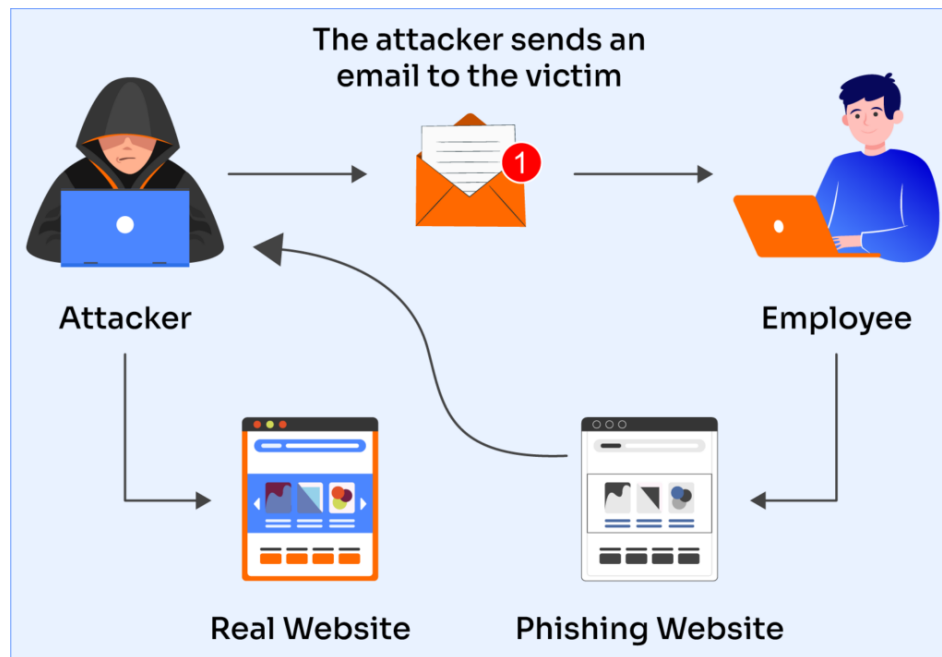 The attacker sends an
email to the victim
1
Attacker
Employee
Real Website
Phishing Website